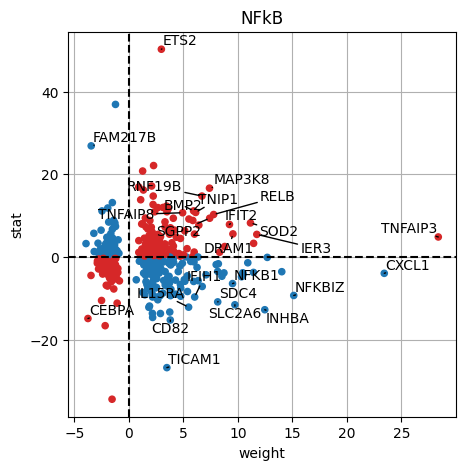 NFkB
ETS2
40
FAM217B
20
MAP3K8
RNF19B
RELB
BMP2
TNIP1
TNFAIP8
IFIT2
SGPP2
SOD2
TNFAIP3
DRAM1
IER3
0
CXCL1
IFIH1
NFKB1
NFKBIZ
IL15RA
SDC4
CEBPA
SLC2A6
INHBA
CD82
−20
TICAM1
stat
−5
0
5
10
15
20
25
weight